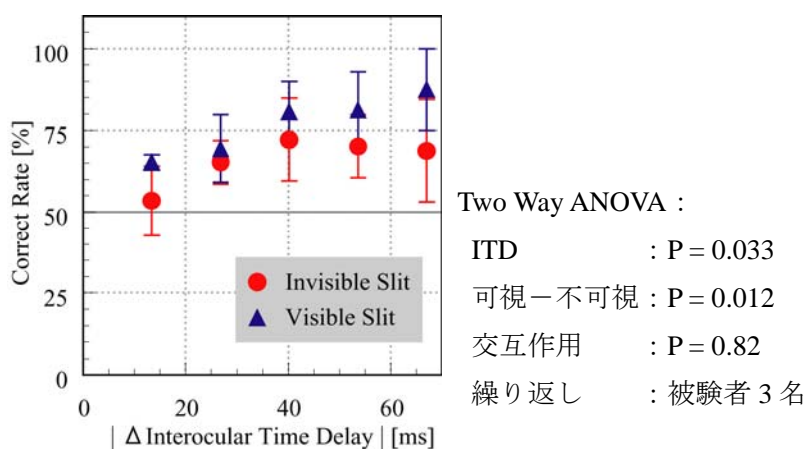 100
75
50
25
0
Correct Rate [%]
Invisible Slit
Visible Slit
0 20 40 60
| Δ Interocular Time Delay | [ms]
Two Way ANOVA：
ITD ：P = 0.033
可視－不可視：P = 0.012
交互作用 ：P = 0.82
繰り返し ：被験者 3 名